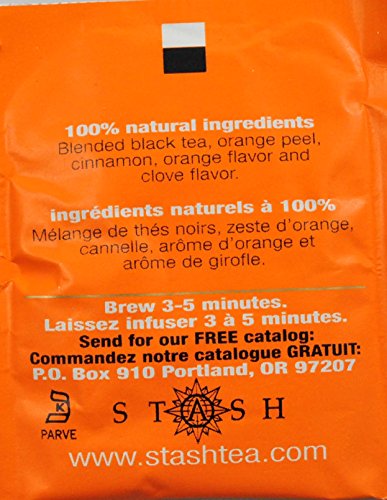 100% natural ingredients
Blended black tea, orange peel,
cinnamon, orange flavor and
clove flavor.
ingrédients naturels à 100%
Mélange de thés noirs, zeste d'orange,
cannelle, arôme d'orange et
arôme de girofle.
Brew 3-5 minutes.
Laissez infuser 3 à 5 minutes.
Send for our FREE catalog:
Commandez notre catalogue GRATUIT:
P.O. Box 910 Portland, OR 97207
K
PARVE
STASH
www.stashtea.com